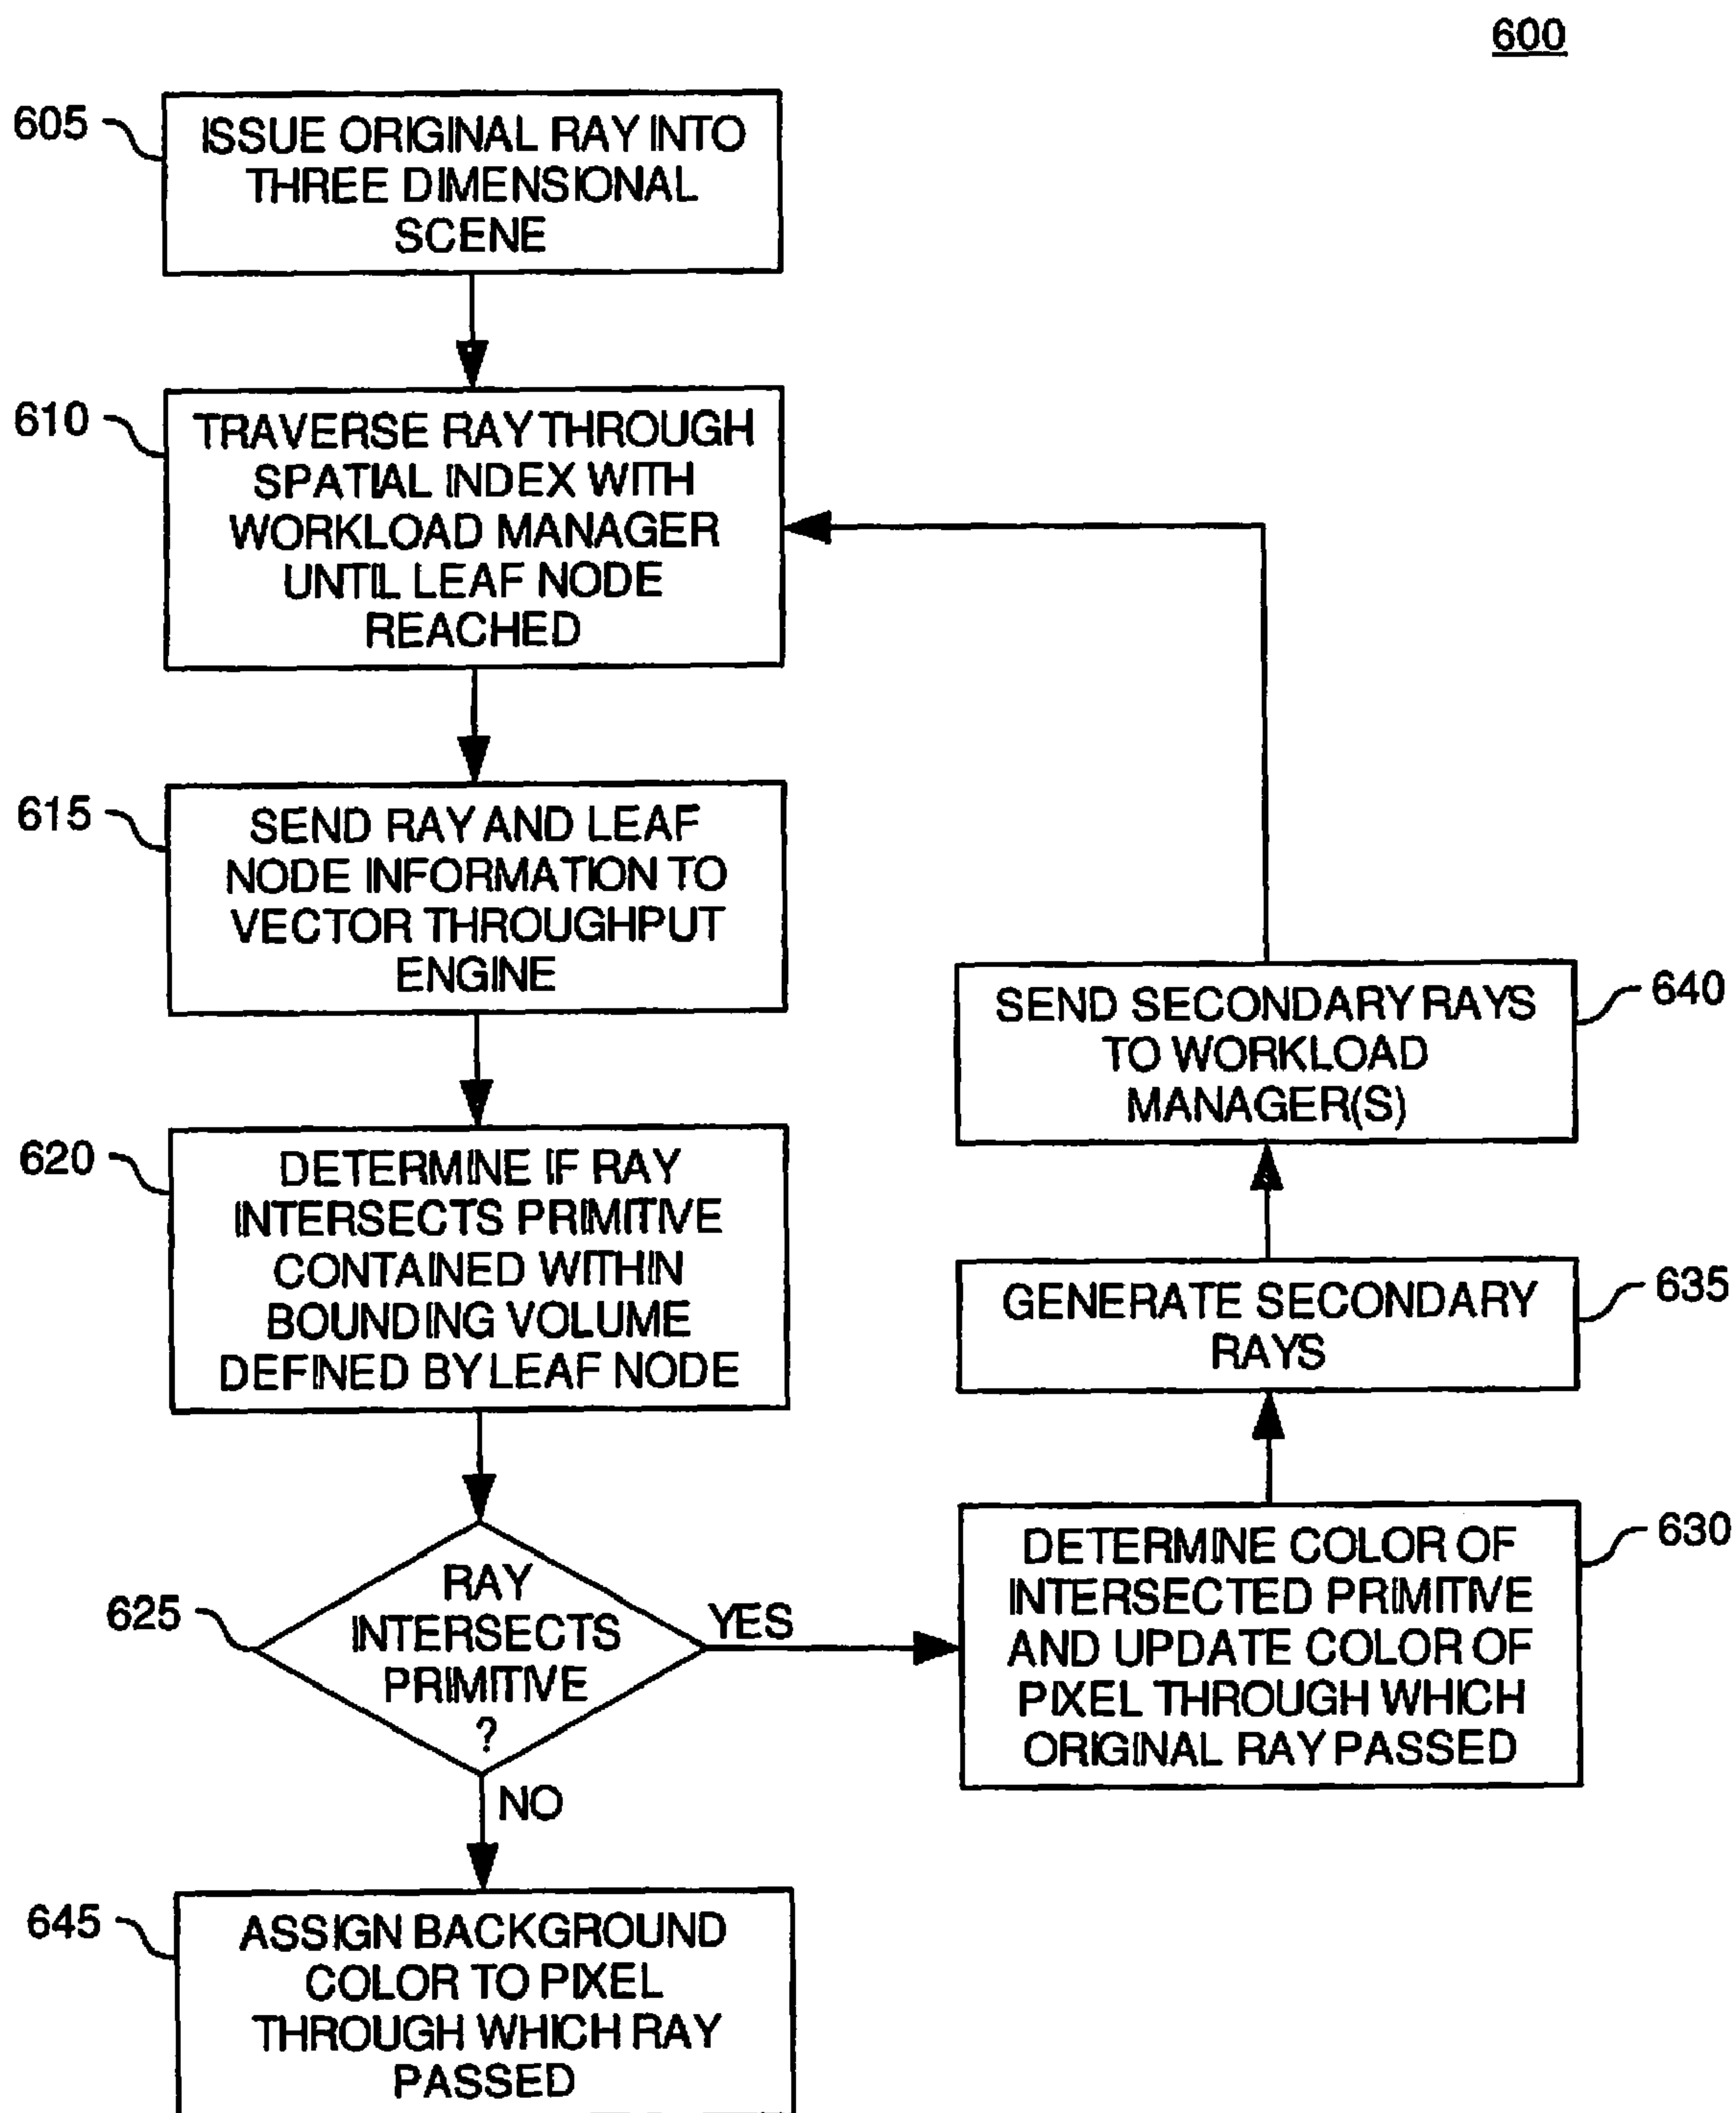 600
605
ISSUE ORIGINAL RAY INTO
THREE DIMENSIONAL
SCENE
610
TRAVERSE RAY THROUGH
SPATIAL INDEX WITH
WORKLOAD MANAGER
UNTIL LEAF NODE
REACHED
615
SEND RAY AND LEAF
NODE INFORMATION TO
VECTOR THROUGHPUT
ENGINE
620
DETERMINE IF RAY
INTERSECTS PRIMITIVE
CONTAINED WITHIN
BOUNDING VOLUME
DEFINED BY LEAF NODE
625
RAY
INTERSECTS
PRIMITIVE
?
YES
NO
630
DETERMINE COLOR OF
INTERSECTED PRIMITIVE
AND UPDATE COLOR OF
PIXEL THROUGH WHICH
ORIGINAL RAY PASSED
635
GENERATE SECONDARY
RAYS
640
SEND SECONDARY RAYS
TO WORKLOAD
MANAGER(S)
645
ASSIGN BACKGROUND
COLOR TO PIXEL
THROUGH WHICH RAY
PASSED